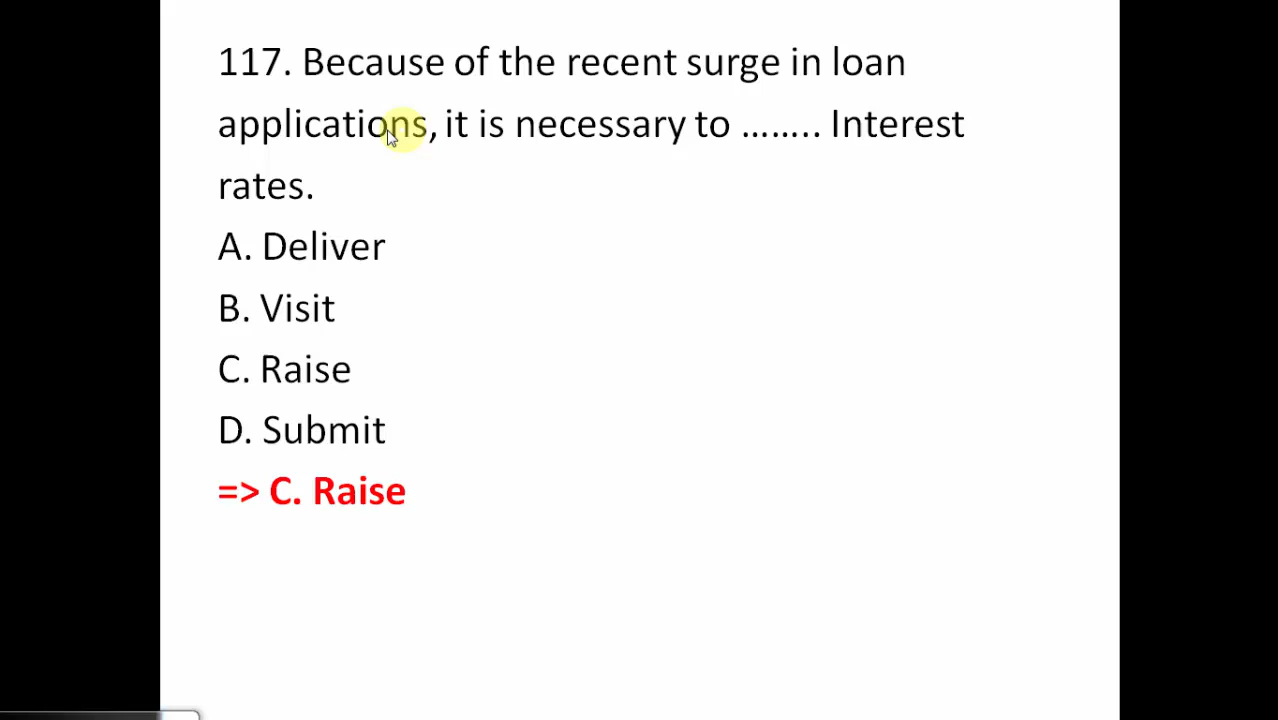 117. Because of the recent surge in loan
applications, it is necessary to …….. Interest
rates.
A. Deliver
B. Visit
C. Raise
D. Submit
=> C. Raise